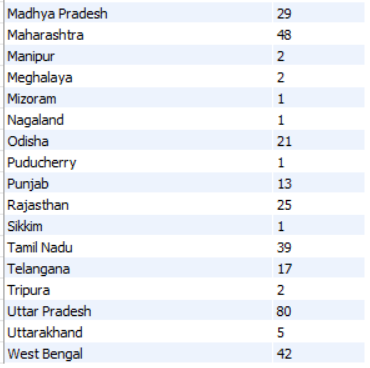 Madhya Pradesh 29
Maharashtra 48
Manipur 2
Meghalaya 2
Mizoram 1
Nagaland 1
Odisha 21
Puducherry 1
Punjab 13
Rajasthan 25
Sikkim 1
Tamil Nadu 39
Telangana 17
Tripura 2
Uttar Pradesh 80
Uttarakhand 5
West Bengal 42